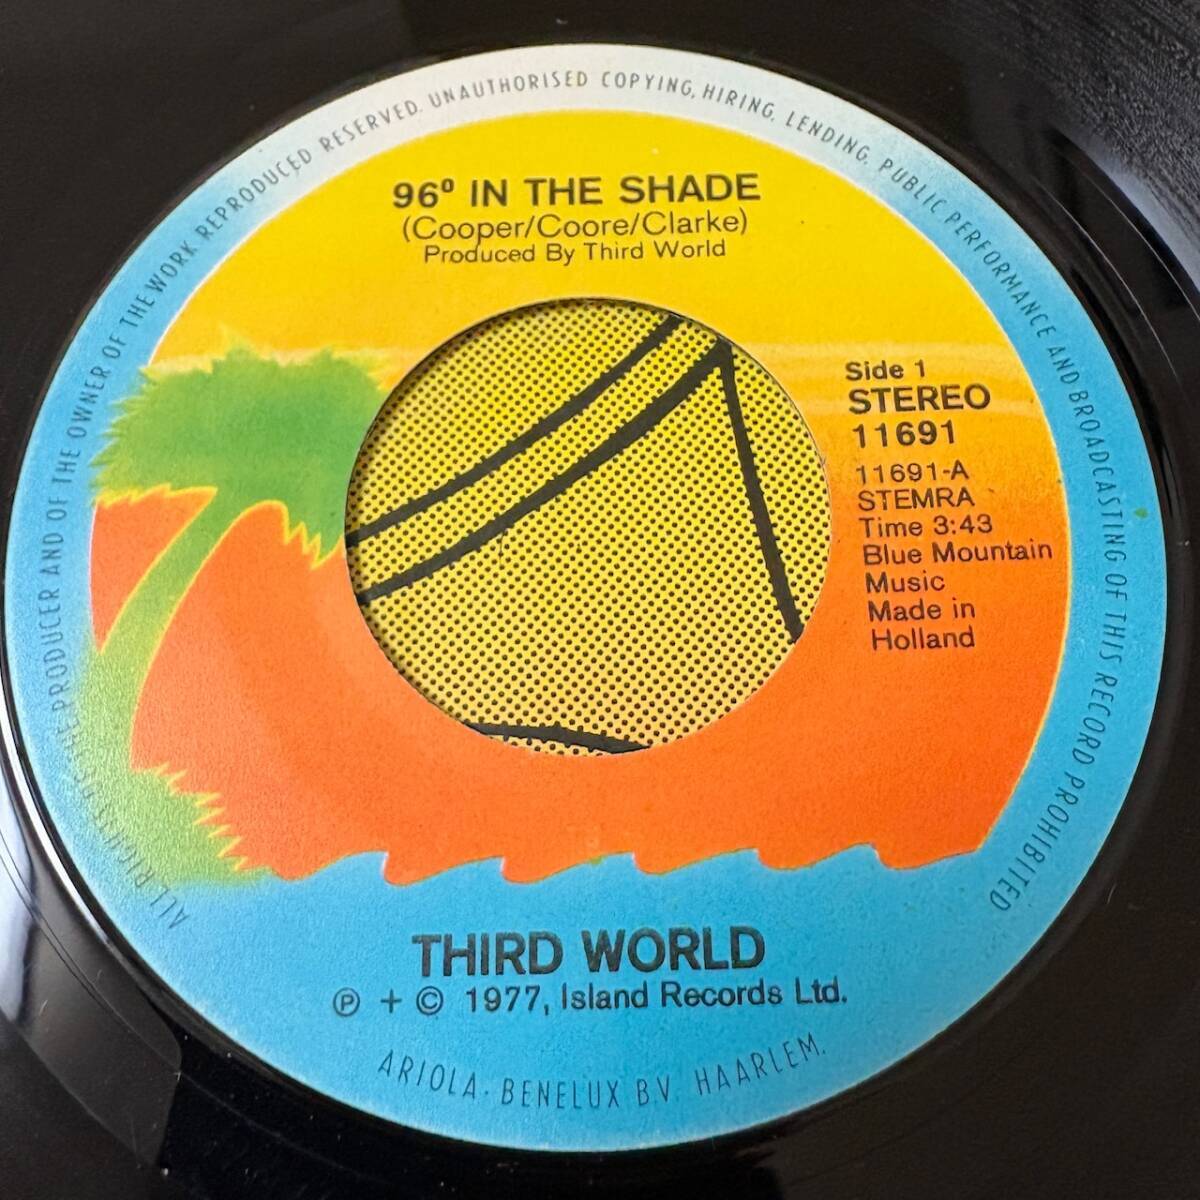 ALL RIGHTS OF THE PRODUCER AND OF THE OWNER OF THE WORK REPRODUCED RESERVED. UNAUTHORISED COPYING, HIRING, LENDING, PUBLIC PERFORMANCE AND BROADCASTING OF THIS RECORD PROHIBITED
96º IN THE SHADE
(Cooper/Coore/Clarke)
Produced By Third World
Side 1
STEREO
11691
11691-A
STEMRA
Time 3:43
Blue Mountain
Music
Made in
Holland
THIRD WORLD
℗ + © 1977, Island Records Ltd.
ARIOLA - BENELUX B.V. HAARLEM.